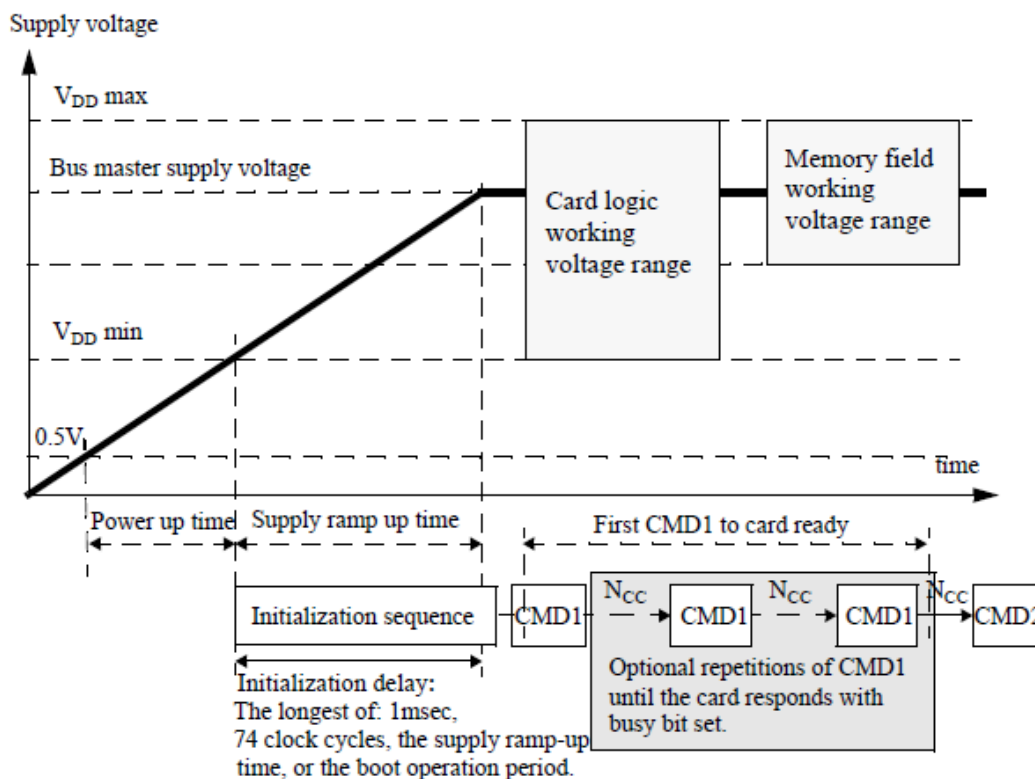 Supply voltage
V_DD max
Bus master supply voltage
Memory field
working
voltage range
Card logic
working
voltage range
V_DD min
0.5V
time
Power up time
Supply ramp up time
First CMD1 to card ready
N_CC
N_CC
N_CC
Initialization sequence
CMD1
CMD1
CMD1
CMD2
Optional repetitions of CMD1
until the card responds with
busy bit set.
Initialization delay:
The longest of: 1msec,
74 clock cycles, the supply ramp-up
time, or the boot operation period.